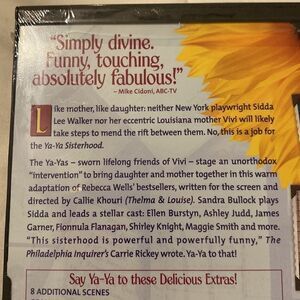 “Simply divine.
Funny, touching,
absolutely fabulous!”
– Mike Cidoni, ABC-TV
Like mother, like daughter: neither New York playwright Sidda
Lee Walker nor her eccentric Louisiana mother Vivi will likely
take steps to mend the rift between them. No, this is a job for
the Ya-Ya Sisterhood.
The Ya-Yas – sworn lifelong friends of Vivi – stage an unorthodox
“intervention” to bring daughter and mother together in this warm
adaptation of Rebecca Wells’ bestsellers, written for the screen and
directed by Callie Khouri (Thelma & Louise). Sandra Bullock plays
Sidda and leads a stellar cast: Ellen Burstyn, Ashley Judd, James
Garner, Fionnula Flanagan, Shirley Knight, Maggie Smith and more.
“This sisterhood is powerful and powerfully funny,” The
Philadelphia Inquirer’s Carrie Rickey wrote. Ya-Ya to that!
Say Ya-Ya to these Delicious Extras!
8 ADDITIONAL SCENES